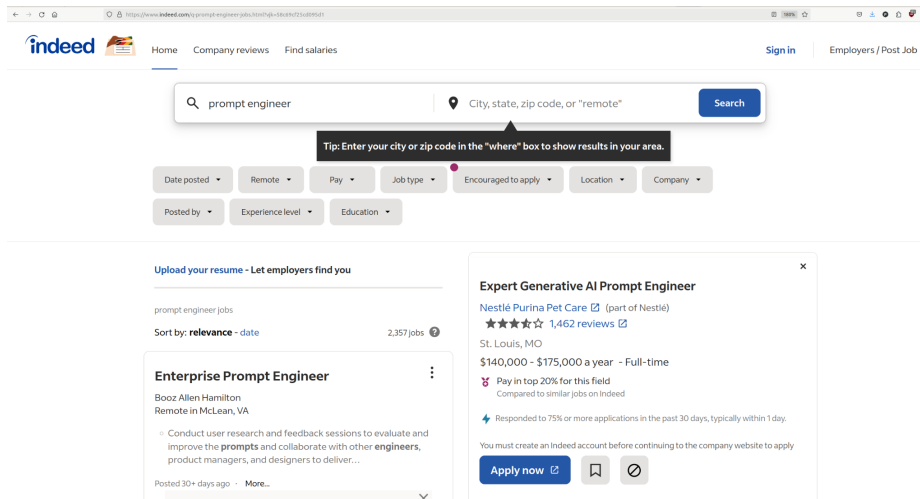 https://www.indeed.com/q-prompt-engineer-jobs.html
indeed
Home Company reviews Find salaries
Sign in Employers / Post Job
prompt engineer
City, state, zip code, or "remote"
Search
Tip: Enter your city or zip code in the "where" box to show results in your area.
Date posted Remote Pay Job type Encouraged to apply Location Company
Posted by Experience level Education
Upload your resume - Let employers find you
prompt engineer jobs
Sort by: relevance - date
2,357 jobs
Enterprise Prompt Engineer
Booz Allen Hamilton
Remote in McLean, VA
Conduct user research and feedback sessions to evaluate and
improve the prompts and collaborate with other engineers,
product managers, and designers to deliver…
Posted 30+ days ago · More...
Expert Generative AI Prompt Engineer
Nestlé Purina Pet Care (part of Nestlé)
1,462 reviews
St. Louis, MO
$140,000 - $175,000 a year - Full-time
Pay in top 20% for this field
Compared to similar jobs on Indeed
Responded to 75% or more applications in the past 30 days, typically within 1 day.
You must create an Indeed account before continuing to the company website to apply
Apply now